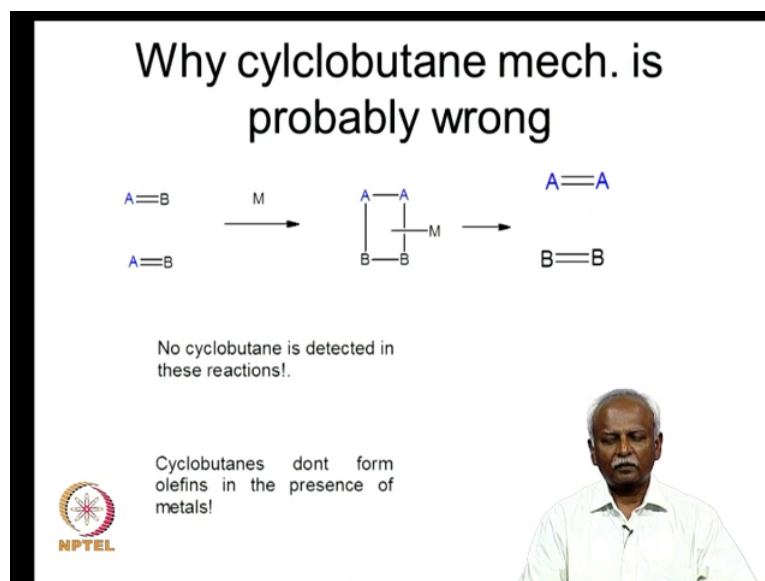 Why cylclobutane mech. is
probably wrong
A=B M A—A A=A
M
A=B B—B B=B
No cyclobutane is detected in
these reactions!.
Cyclobutanes dont form
olefins in the presence of
metals!
NPTEL